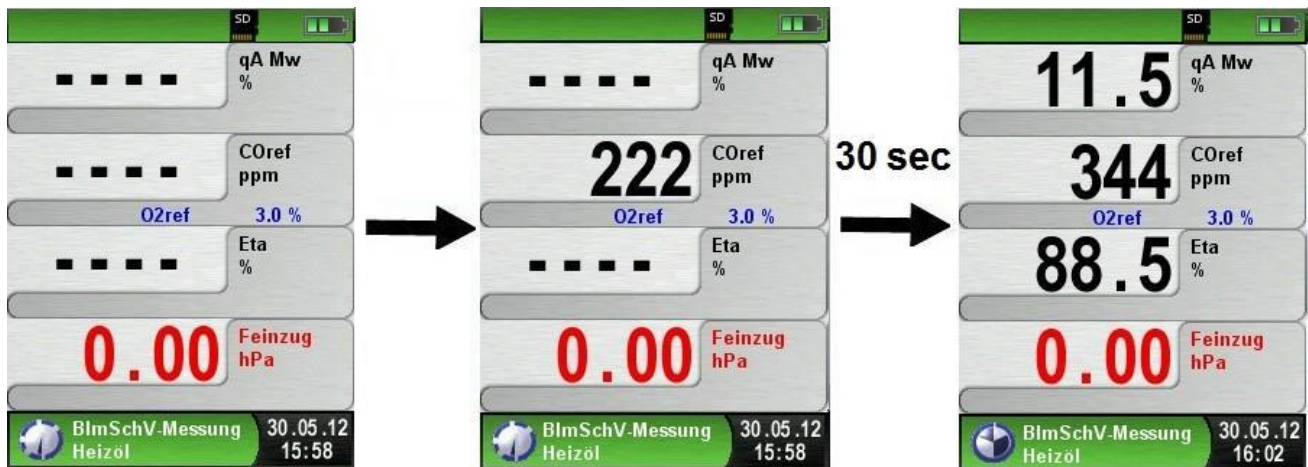 SD
- - - -
qA Mw
%
- - - -
COref
ppm
O2ref 3.0 %
- - - -
Eta
%
0.00
Feinzug
hPa
BImSchV-Messung
Heizöl
30.05.12
15:58
SD
- - - -
qA Mw
%
222
COref
ppm
O2ref 3.0 %
- - - -
Eta
%
0.00
Feinzug
hPa
BImSchV-Messung
Heizöl
30.05.12
15:58
30 sec
SD
11.5
qA Mw
%
344
COref
ppm
O2ref 3.0 %
88.5
Eta
%
0.00
Feinzug
hPa
BImSchV-Messung
Heizöl
30.05.12
16:02